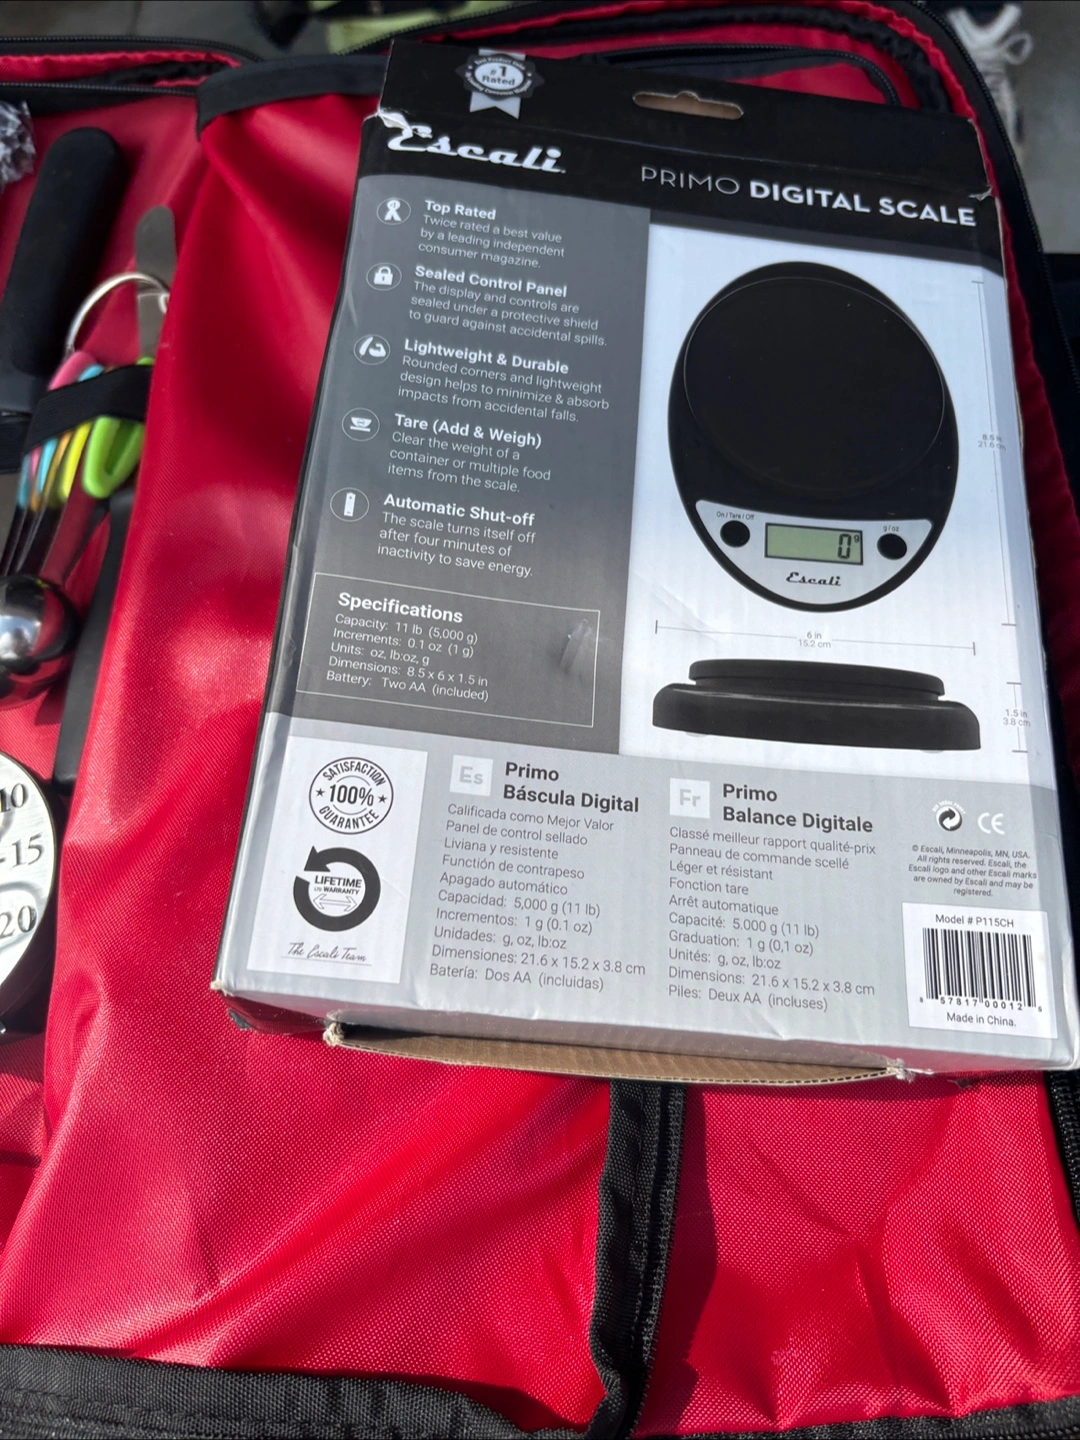 #1
Rated
Escali
PRIMO DIGITAL SCALE
Top Rated
Twice rated a best value
by a leading independent
consumer magazine.
Sealed Control Panel
The display and controls are
sealed under a protective shield
to guard against accidental spills.
Lightweight & Durable
Rounded corners and lightweight
design helps to minimize & absorb
impacts from accidental falls.
Tare (Add & Weigh)
Clear the weight of a
container or multiple food
items from the scale.
Automatic Shut-off
The scale turns itself off
after four minutes of
inactivity to save energy.
Specifications
Capacity: 11 lb (5,000 g)
Increments: 0.1 oz (1 g)
Units: oz, lb:oz, g
Dimensions: 8.5 x 6 x 1.5 in
Battery: Two AA (included)
8.5 in
21.6 cm
On / Tare / Off
g / oz
0 g
Escali
6 in
15.2 cm
1.5 in
3.8 cm
SATISFACTION
100%
GUARANTEE
LIFETIME
LTD WARRANTY
The Escali Team
Es
Primo
Báscula Digital
Calificada como Mejor Valor
Panel de control sellado
Liviana y resistente
Función de contrapeso
Apagado automático
Capacidad: 5,000 g (11 lb)
Incrementos: 1 g (0.1 oz)
Unidades: g, oz, lb:oz
Dimensiones: 21.6 x 15.2 x 3.8 cm
Batería: Dos AA (incluidas)
Fr
Primo
Balance Digitale
Classé meilleur rapport qualité-prix
Panneau de commande scellé
Léger et résistant
Fonction tare
Arrêt automatique
Capacité: 5.000 g (11 lb)
Graduation: 1 g (0,1 oz)
Unités: g, oz, lb:oz
Dimensions: 21.6 x 15.2 x 3.8 cm
Piles: Deux AA (incluses)
CE
© Escali, Minneapolis, MN, USA.
All rights reserved. Escali, the
Escali logo and other Escali marks
are owned by Escali and may be
registered.
Model # P115CH
8 57817 00012 5
Made in China.
10
-15
20